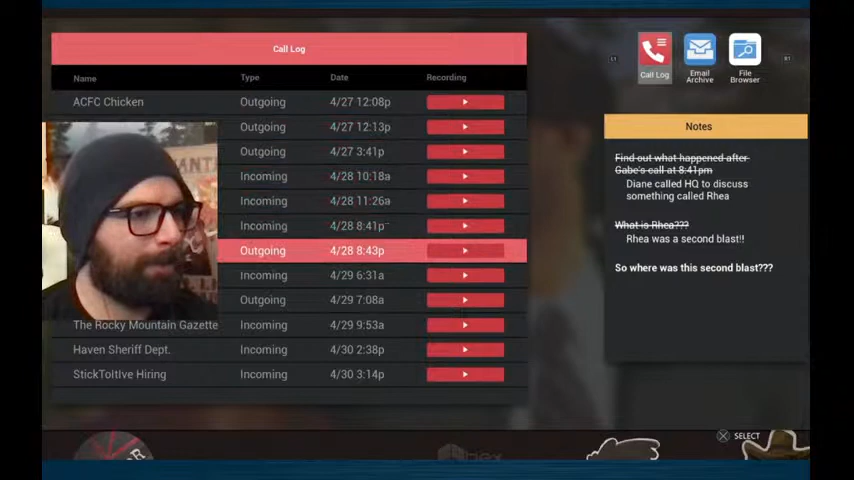 Call Log
Name Type Date Recording
ACFC Chicken Outgoing 4/27 12:08p
Outgoing 4/27 12:13p
Outgoing 4/27 3:41p
Incoming 4/28 10:18a
Incoming 4/28 11:26a
Incoming 4/28 8:41p
Outgoing 4/28 8:43p
Incoming 4/29 6:31a
Outgoing 4/29 7:08a
The Rocky Mountain Gazette Incoming 4/29 9:53a
Haven Sheriff Dept. Incoming 4/30 2:38p
StickToItIve Hiring Incoming 4/30 3:14p
L1
Call Log
Email
Archive
File
Browser
R1
Notes
Find out what happened after
Gabe's call at 8:41pm
Diane called HQ to discuss
something called Rhea
What is Rhea???
Rhea was a second blast!!
So where was this second blast???
SELECT